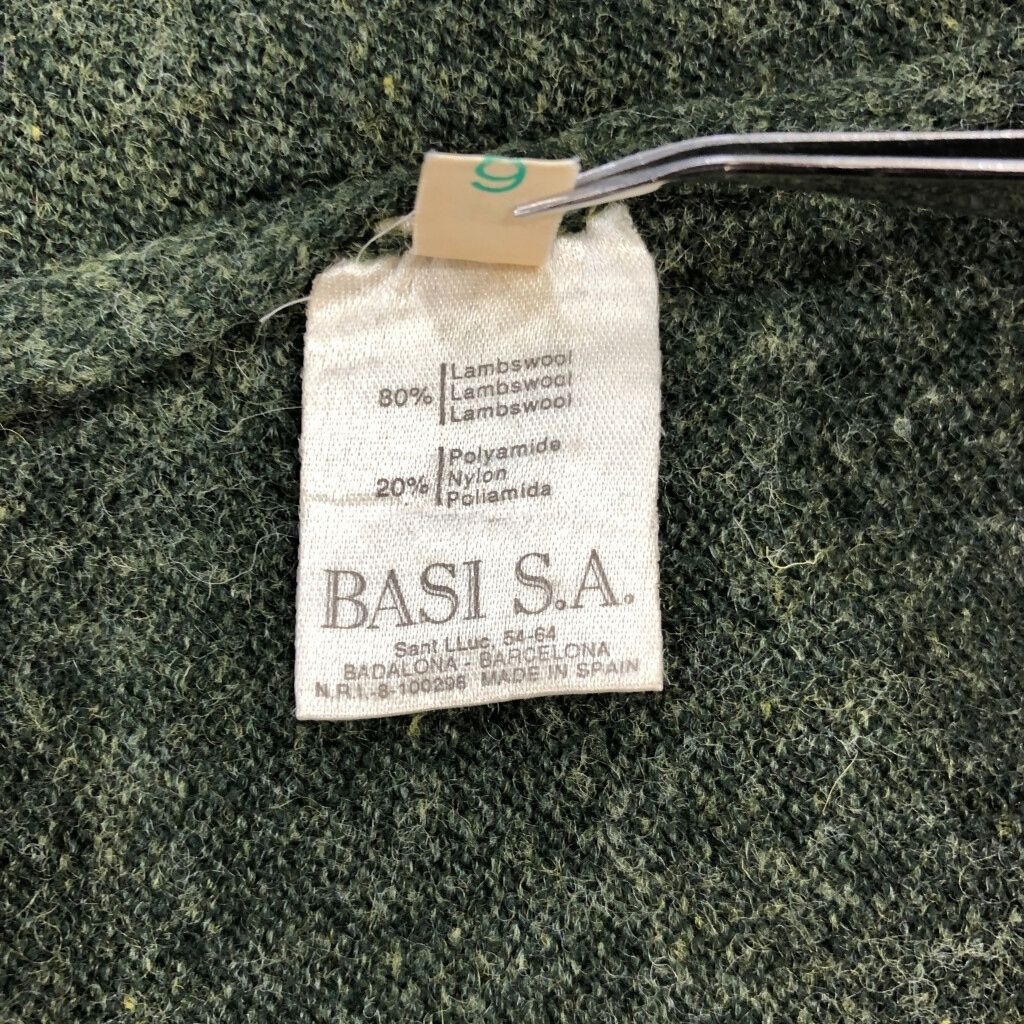 9
80% Lambswool
Lambswool
Lambswool
20% Polyamide
Nylon
Poliamida
BASI S.A.
Sant LLuc, 54-64
BADALONA - BARCELONA
N.R.I.-8-100296 MADE IN SPAIN